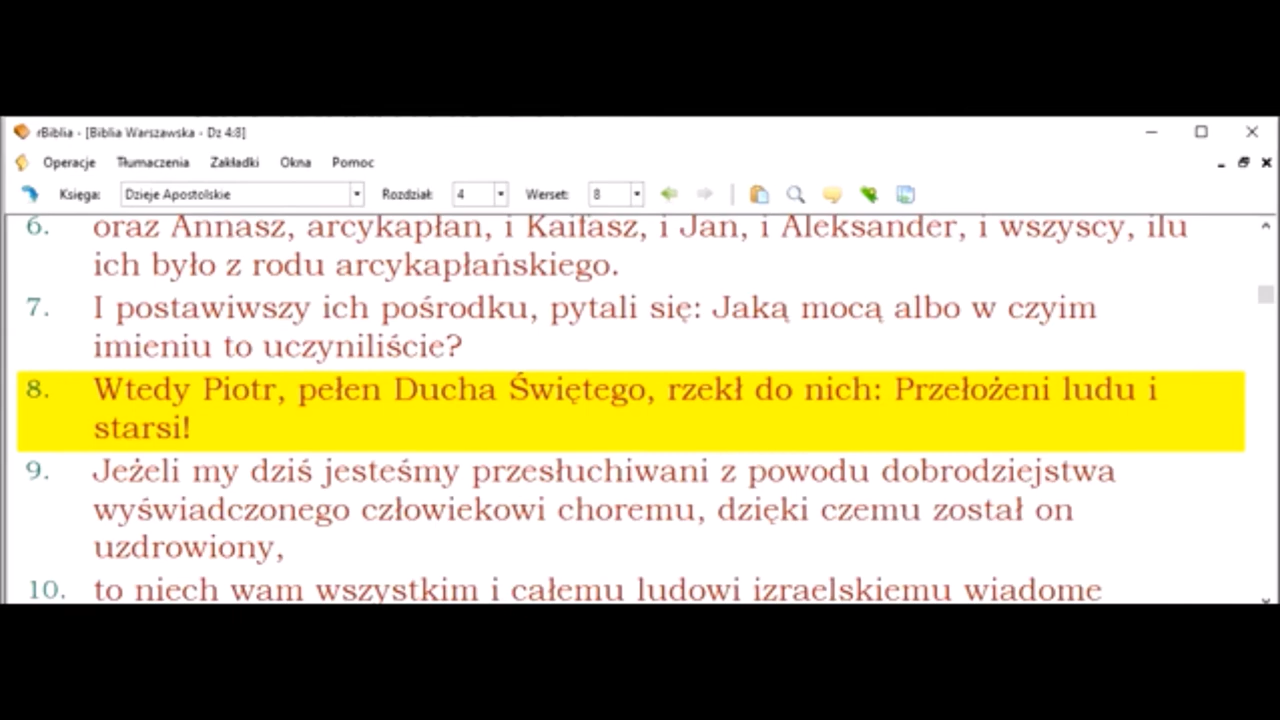 rBiblia - [Biblia Warszawska - Dz 4:8]
Operacje Tłumaczenia Zakładki Okna Pomoc
Księga: Dzieje Apostolskie Rozdział: 4 Werset: 8
6. oraz Annasz, arcykapłan, i Kaifasz, i Jan, i Aleksander, i wszyscy, ilu
ich było z rodu arcykapłańskiego.
7. I postawiwszy ich pośrodku, pytali się: Jaką mocą albo w czyim
imieniu to uczyniliście?
8. Wtedy Piotr, pełen Ducha Świętego, rzekł do nich: Przełożeni ludu i
starsi!
9. Jeżeli my dziś jesteśmy przesłuchiwani z powodu dobrodziejstwa
wyświadczonego człowiekowi choremu, dzięki czemu został on
uzdrowiony,
10. to niech wam wszystkim i całemu ludowi izraelskiemu wiadome